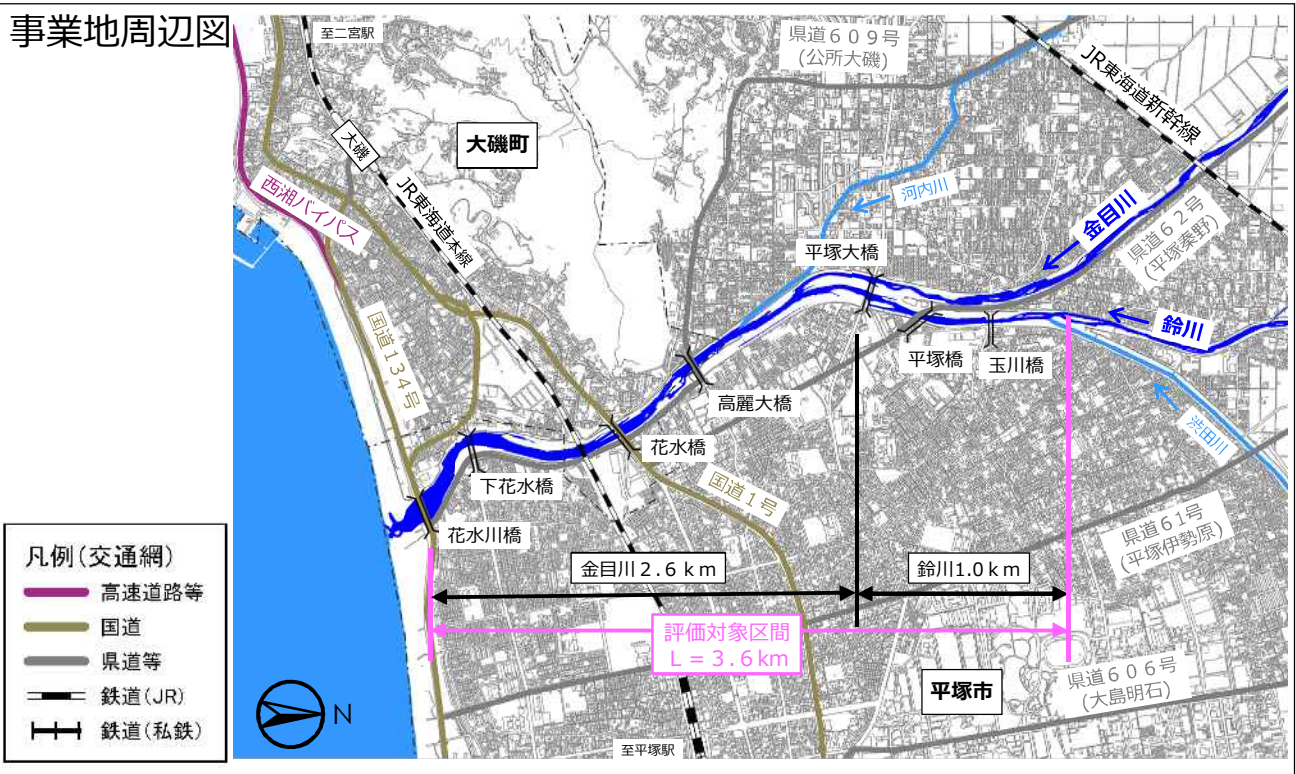 事業地周辺図
至二宮駅
県道６０９号
(公所大磯)
JR東海道新幹線
大磯
大磯町
JR東海道本線
西湘バイパス
河内川
金目川
県道６２号
(平塚秦野)
平塚大橋
鈴川
国道１３４号
平塚橋
玉川橋
高麗大橋
渋田川
花水橋
下花水橋
国道１号
花水川橋
県道６１号
(平塚伊勢原)
金目川２.６ｋｍ
鈴川1.0ｋｍ
評価対象区間
Ｌ＝３.６km
県道６０６号
(大島明石)
平塚市
N
至平塚駅
凡例(交通網)
高速道路等
国道
県道等
鉄道(JR)
鉄道(私鉄)